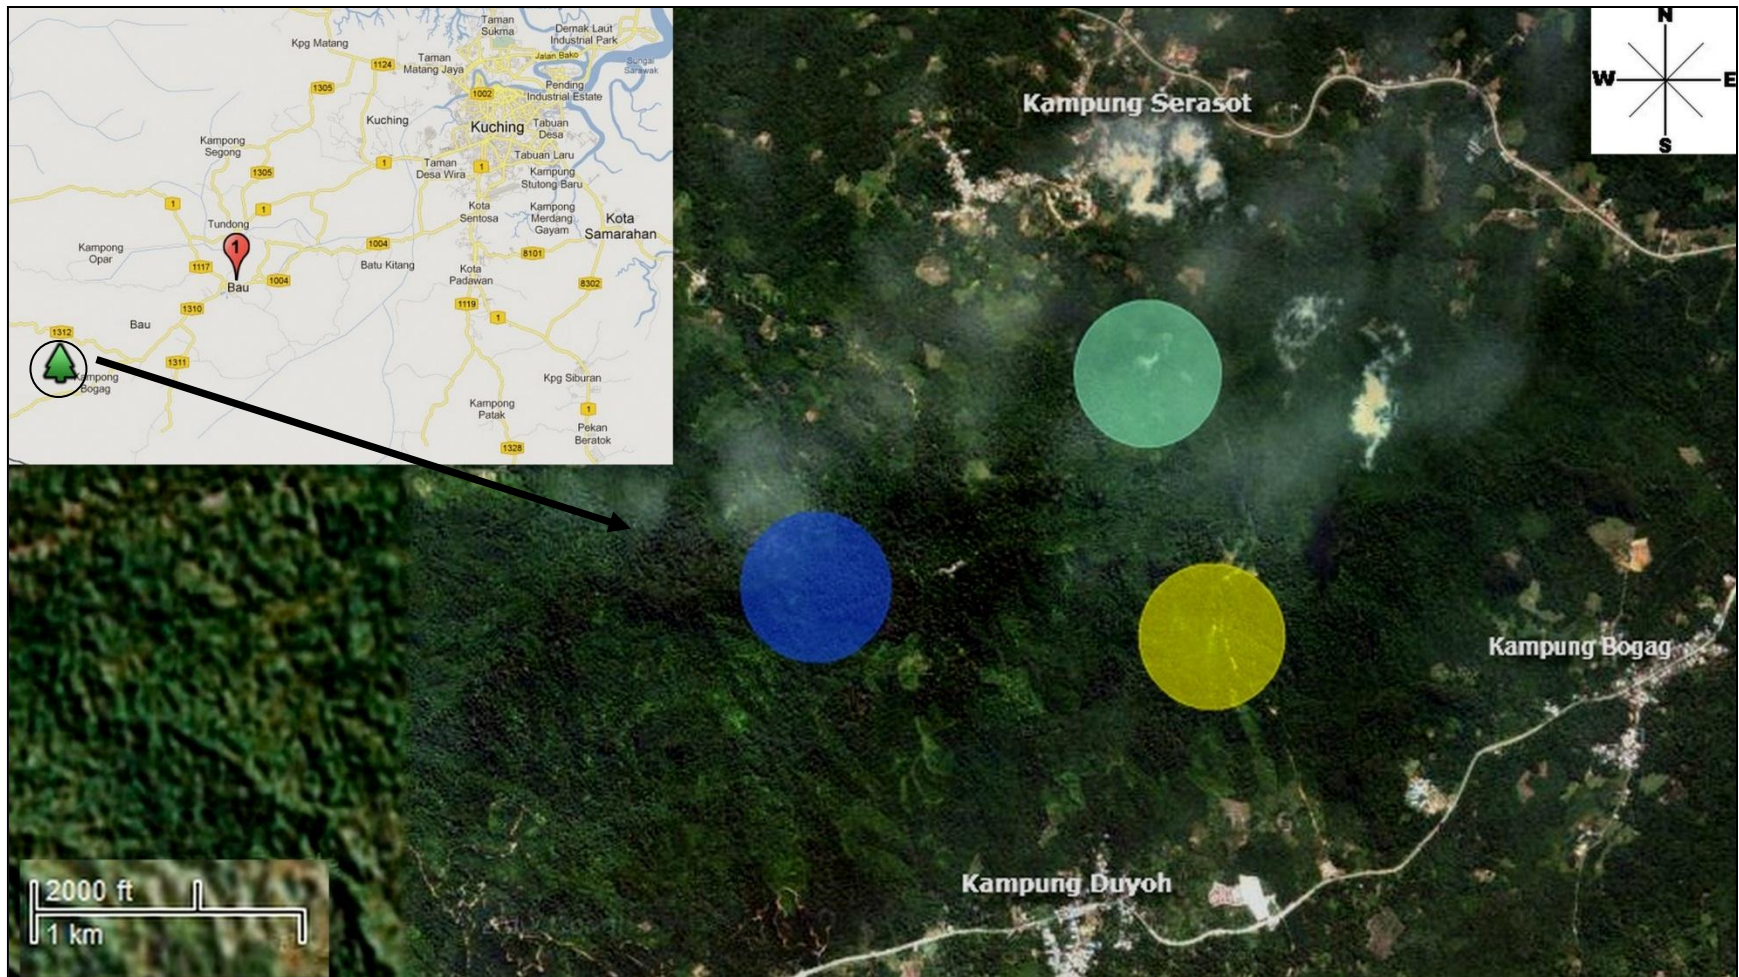 Taman
Sukma
Demak Laut
Industrial Park
Kpg Matang
Jalan Bako
Taman
Matang Jaya
1124
Sungai
Sarawak
1305
1002
Pending
Industrial Estate
Kuching
Kuching
Tabuan
Desa
Kampong
Segong
1
Taman
Desa Wira
1
Tabuan Laru
1305
Kampung
Stutong Baru
1
1
Kota
Sentosa
Kampung
Merdang
Gayam
Kota
Samarahan
Tundong
1
1004
Kampong
Opar
8101
1117
Batu Kitang
Kota
Padawan
Bau
1004
8302
1310
1119
1
Bau
1312
1311
Kampong
Bogag
Kpg Siburan
Kampong
Patak
1
Pekan
Beratok
1328
N
W
E
S
Kampung Serasot
Kampung Bogag
Kampung Duyoh
2000 ft
1 km